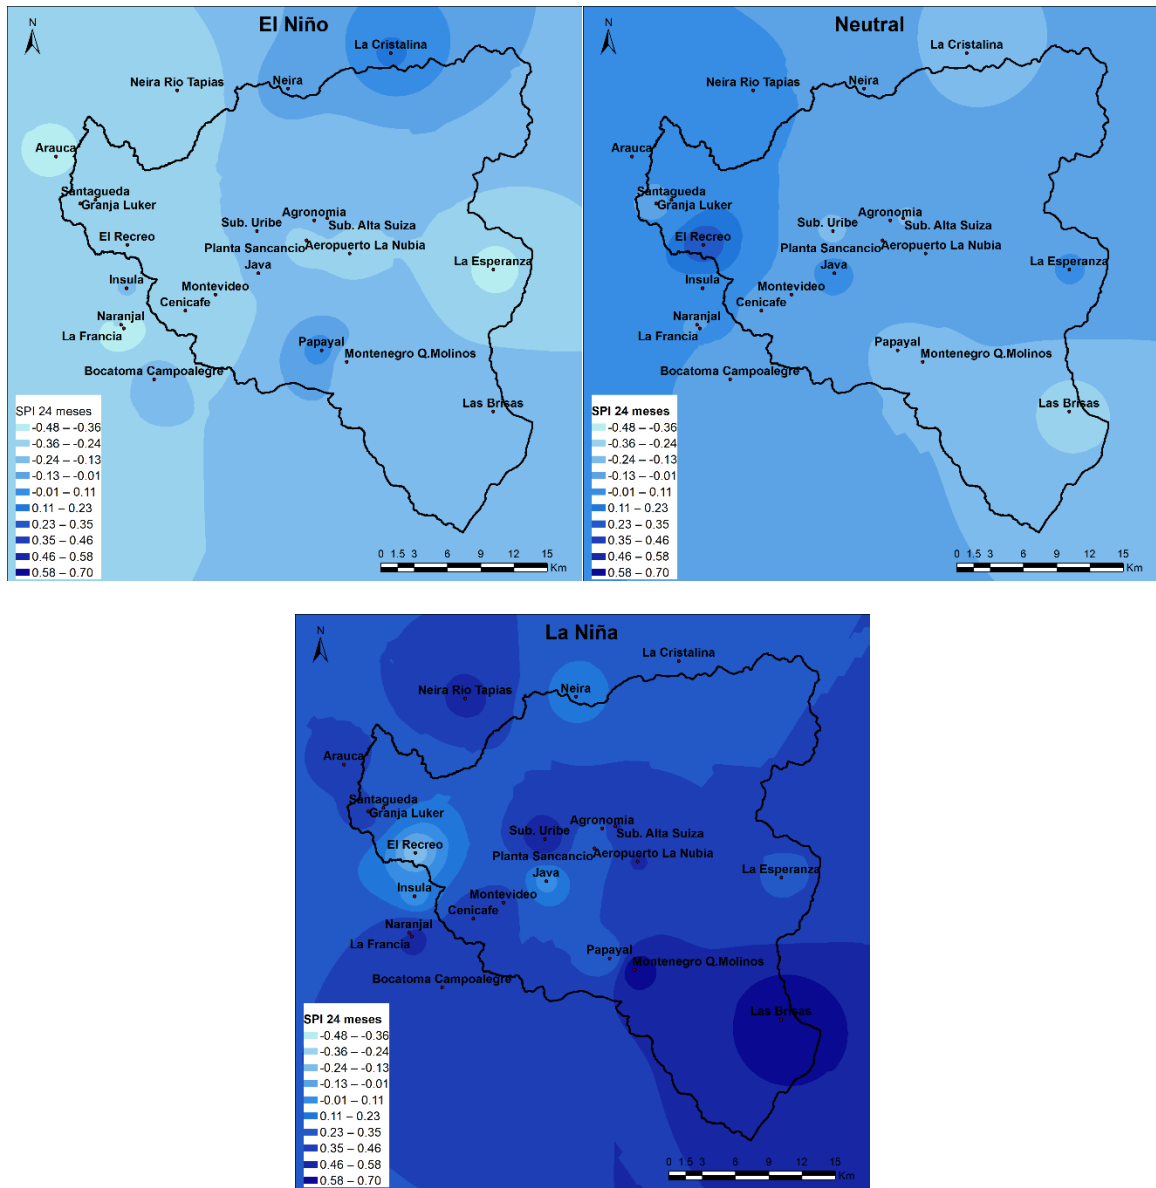 El Niño
N
La Cristalina
Neira Rio Tapias
Neira
Arauca
Santagueda
Granja Luker
Agronomia
Sub. Uribe
Sub. Alta Suiza
El Recreo
Planta Sancancio
Aeropuerto La Nubia
Java
La Esperanza
Insula
Montevideo
Cenicafe
Naranjal
La Francia
Papayal
Montenegro Q.Molinos
Bocatoma Campoalegre
Las Brisas
SPI 24 meses
-0.48 – -0.36
-0.36 – -0.24
-0.24 – -0.13
-0.13 – -0.01
-0.01 – 0.11
0.11 – 0.23
0.23 – 0.35
0.35 – 0.46
0.46 – 0.58
0.58 – 0.70
0 1.5 3 6 9 12 15
Km
Neutral
N
La Cristalina
Neira Rio Tapias
Neira
Arauca
Santagueda
Granja Luker
Agronomia
Sub. Uribe
Sub. Alta Suiza
El Recreo
Planta Sancancio
Aeropuerto La Nubia
Java
La Esperanza
Insula
Montevideo
Cenicafe
Naranjal
La Francia
Papayal
Montenegro Q.Molinos
Bocatoma Campoalegre
Las Brisas
SPI 24 meses
-0.48 – -0.36
-0.36 – -0.24
-0.24 – -0.13
-0.13 – -0.01
-0.01 – 0.11
0.11 – 0.23
0.23 – 0.35
0.35 – 0.46
0.46 – 0.58
0.58 – 0.70
0 1.5 3 6 9 12 15
Km
La Niña
N
La Cristalina
Neira Rio Tapias
Neira
Arauca
Santagueda
Granja Luker
Agronomia
Sub. Uribe
Sub. Alta Suiza
El Recreo
Planta Sancancio
Aeropuerto La Nubia
Java
La Esperanza
Insula
Montevideo
Cenicafe
Naranjal
La Francia
Papayal
Montenegro Q.Molinos
Bocatoma Campoalegre
Las Brisas
SPI 24 meses
-0.48 – -0.36
-0.36 – -0.24
-0.24 – -0.13
-0.13 – -0.01
-0.01 – 0.11
0.11 – 0.23
0.23 – 0.35
0.35 – 0.46
0.46 – 0.58
0.58 – 0.70
0 1.5 3 6 9 12 15
Km